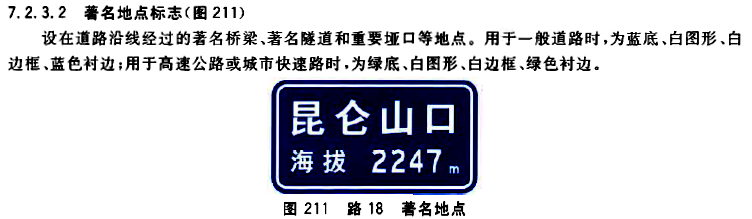 7.2.3.2 著名地点标志(图211)
设在道路沿线经过的著名桥梁、著名隧道和重要垭口等地点。用于一般道路时,为蓝底、白图形、白
边框、蓝色衬边;用于高速公路或城市快速路时,为绿底、白图形、白边框、绿色衬边。
昆仑山口
海拔 2247m
图211 路18 著名地点